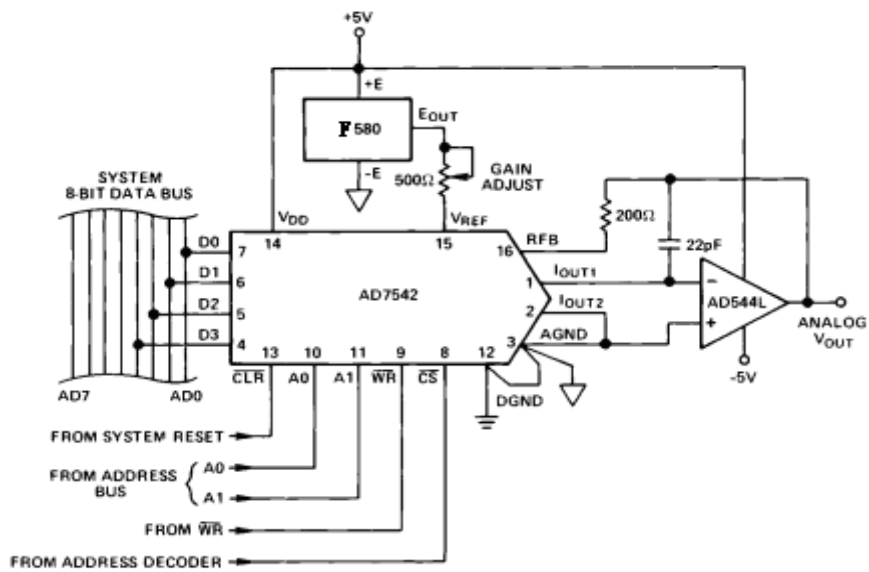 +5V
+E
F580
EOUT
-E
500Ω
GAIN
ADJUST
SYSTEM
8-BIT DATA BUS
VDD
VREF
200Ω
22pF
14
15
RFB
16
D0
7
D1
6
D2
5
D3
4
AD7542
IOUT1
1
IOUT2
2
AGND
3
−
AD544L
+
ANALOG
VOUT
-5V
13
10
11
9
8
12
CLR
A0
A1
WR
CS
DGND
AD7
AD0
FROM SYSTEM RESET
FROM ADDRESS
BUS
A0
A1
FROM WR
FROM ADDRESS DECODER